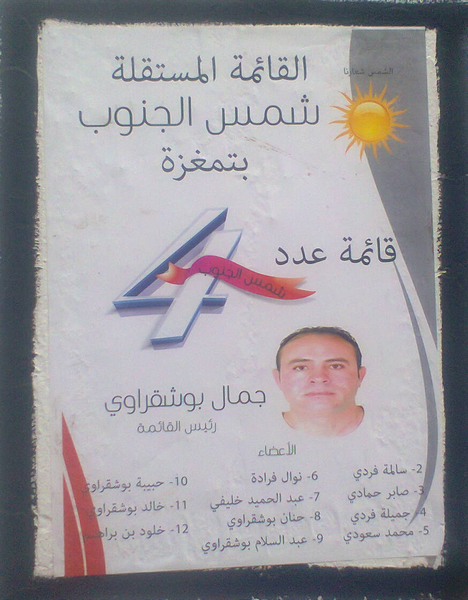 القائمة المستقلة
الشمس شعارنا
شمس الجنوب
بتمغزة
قائمة عدد
4
شمس الجنوب
جمال بوشقراوي
رئيس القائمة
الأعضاء
2- سالمة فردي
3- صابر حمادي
4- جميلة فردي
5- محمد سعودي
6- نوال فرادة
7- عبد الحميد خليفي
8- حنان بوشقراوي
9- عبد السلام بوشقراوي
10- حبيبة بوشقراوي
11- خالد بوشقراوي
12- خلود بن براهيم